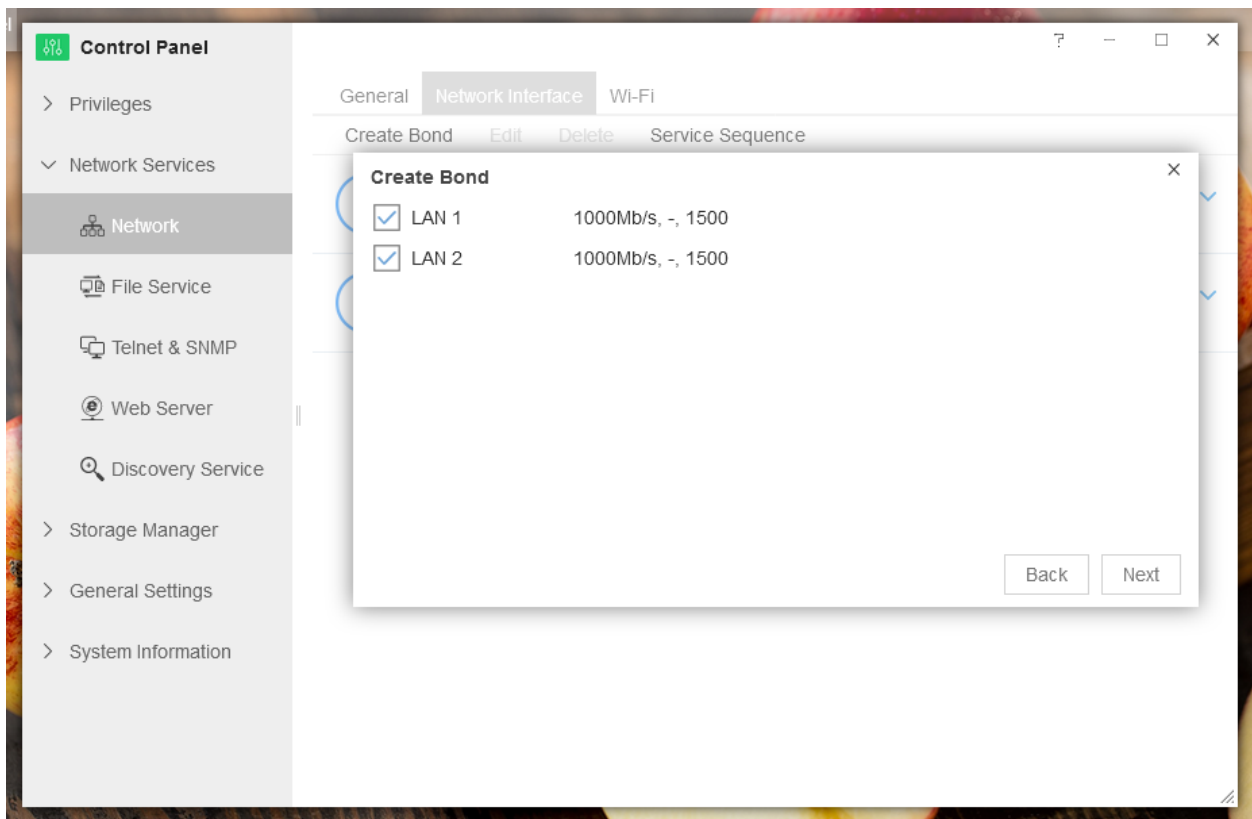 Control Panel
Privileges
Network Services
Network
File Service
Telnet & SNMP
Web Server
Discovery Service
Storage Manager
General Settings
System Information
General Network Interface Wi-Fi
Create Bond Edit Delete Service Sequence
Create Bond
LAN 1 1000Mb/s, -, 1500
LAN 2 1000Mb/s, -, 1500
Back Next